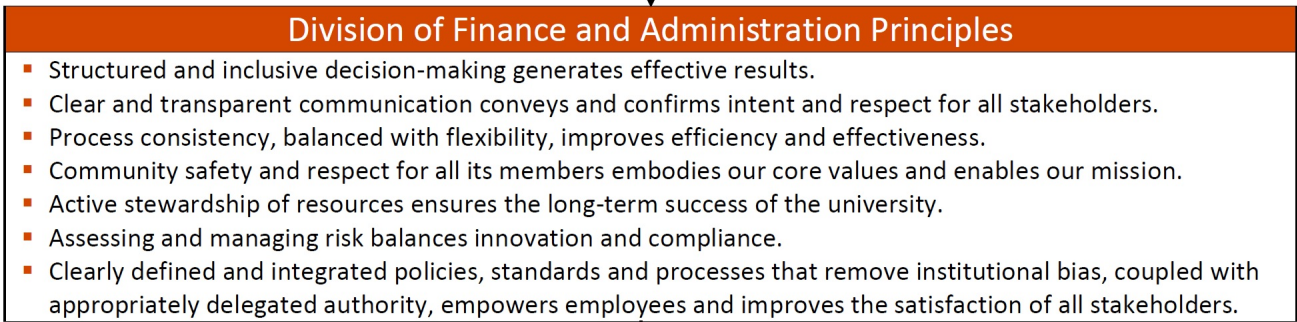 Division of Finance and Administration Principles
▪ Structured and inclusive decision-making generates effective results.
▪ Clear and transparent communication conveys and confirms intent and respect for all stakeholders.
▪ Process consistency, balanced with flexibility, improves efficiency and effectiveness.
▪ Community safety and respect for all its members embodies our core values and enables our mission.
▪ Active stewardship of resources ensures the long-term success of the university.
▪ Assessing and managing risk balances innovation and compliance.
▪ Clearly defined and integrated policies, standards and processes that remove institutional bias, coupled with
appropriately delegated authority, empowers employees and improves the satisfaction of all stakeholders.